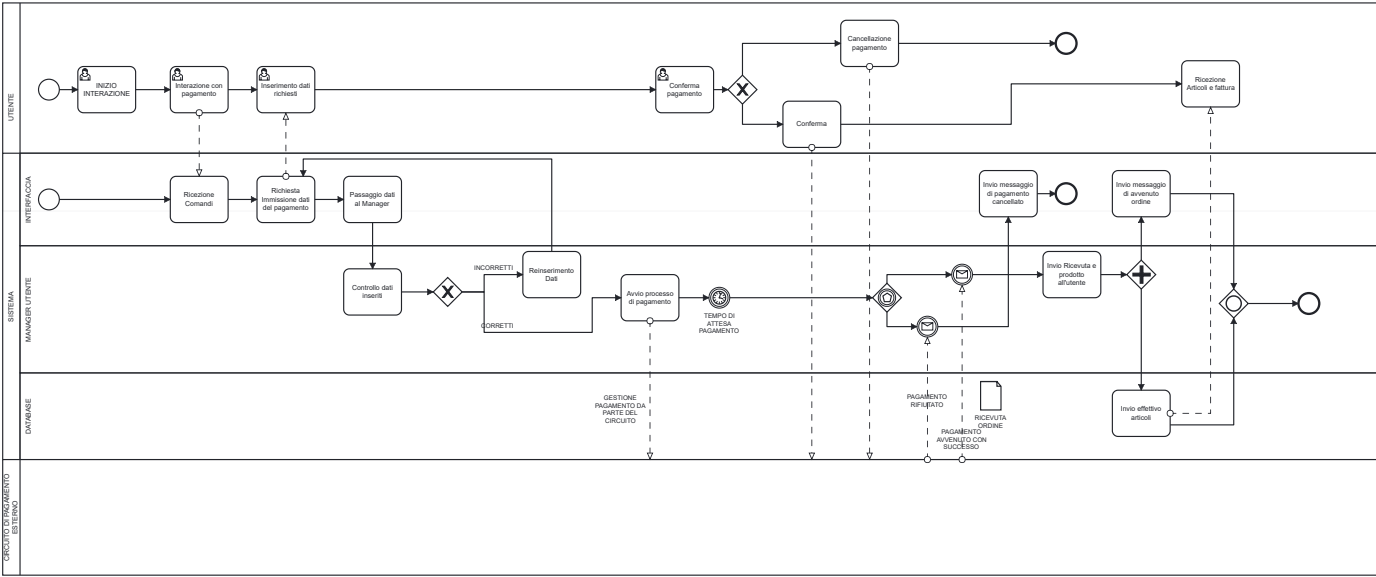 UTENTE
INIZIO
INTERAZIONE
Interazione con
pagamento
Inserimento dati
richiesti
Conferma
pagamento
Cancellazione
pagamento
Conferma
Ricezione
Articoli e fattura
SISTEMA
INTERFACCIA
Ricezione
Comandi
Richiesta
Immissione dati
del pagamento
Passaggio dati
al Manager
Invio messaggio
di pagamento
cancellato
Invio messaggio
di avvenuto
ordine
MANAGER UTENTE
Controllo dati
inseriti
INCORRETTI
CORRETTI
Reinserimento
Dati
Avvio processo
di pagamento
TEMPO DI
ATTESA
PAGAMENTO
Invio Ricevuta e
prodotto
all'utente
DATABASE
GESTIONE
PAGAMENTO DA
PARTE DEL
CIRCUITO
PAGAMENTO
RIFIUTATO
PAGAMENTO
AVVENUTO CON
SUCCESSO
RICEVUTA
ORDINE
Invio effettivo
articoli
CIRCUITO DI PAGAMENTO
ESTERNO